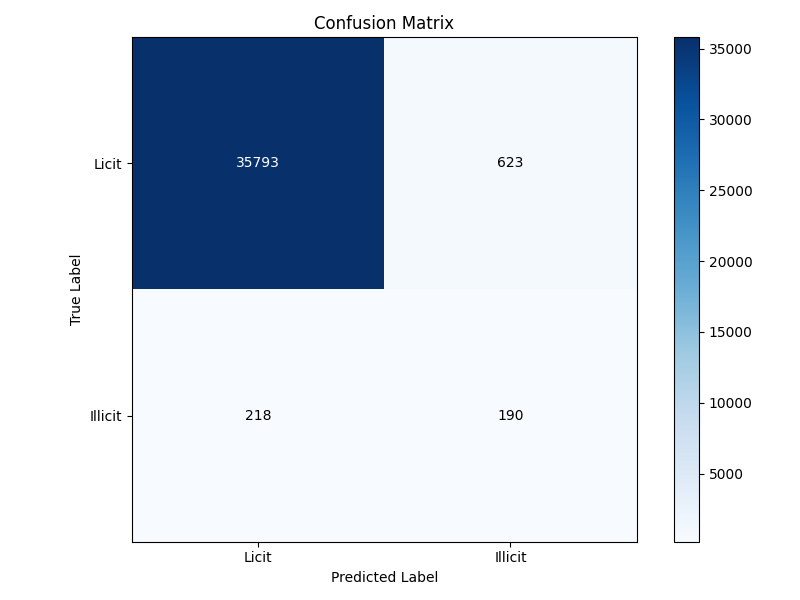 Confusion Matrix
35000
30000
25000
20000
15000
10000
5000
True Label
Licit
35793
623
Illicit
218
190
Licit
Illicit
Predicted Label